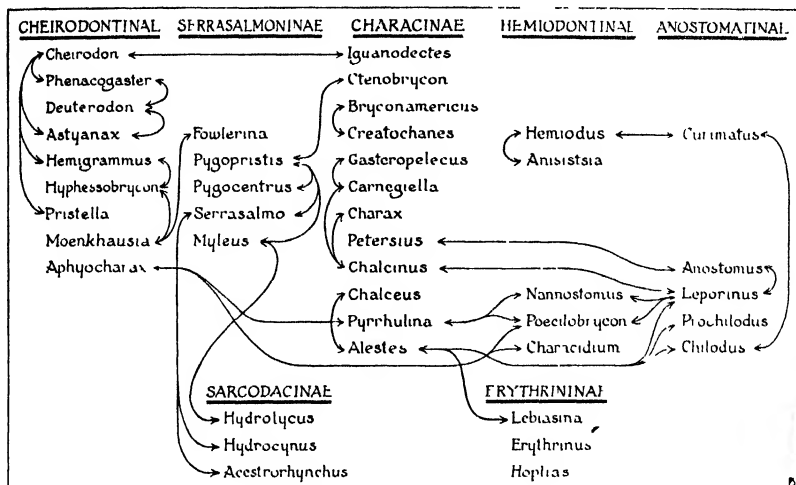 CHEIRODONTINAE SERRASALMONINAE CHARACINAE HEMIODONTINAE ANOSTOMATINAE
Cheirodon Iguanodectes
Phenacogaster Ctenobrycon
Deuterodon Bryconamericus
Astyanax Fowlerina Creatochanes Hemiodus Curimatus
Hemigrammus Pygopristis Gasteropelecus Anisitsia
Hyphessobrycon Pygocentrus Carnegiella
Pristella Serrasalmo Charax
Moenkhausia Myleus Petersius
Aphyocharax Chalcinus Anostomus
Chalceus Nannostomus Leporinus
Pyrrhulina Poecilobrycon Prochilodus
Alestes Characidium Chilodus
SARCODACINAE ERYTHRININAE
Hydrolycus Lebiasina
Hydrocynus Erythrinus
Acestrorhynchus Hoplias
B